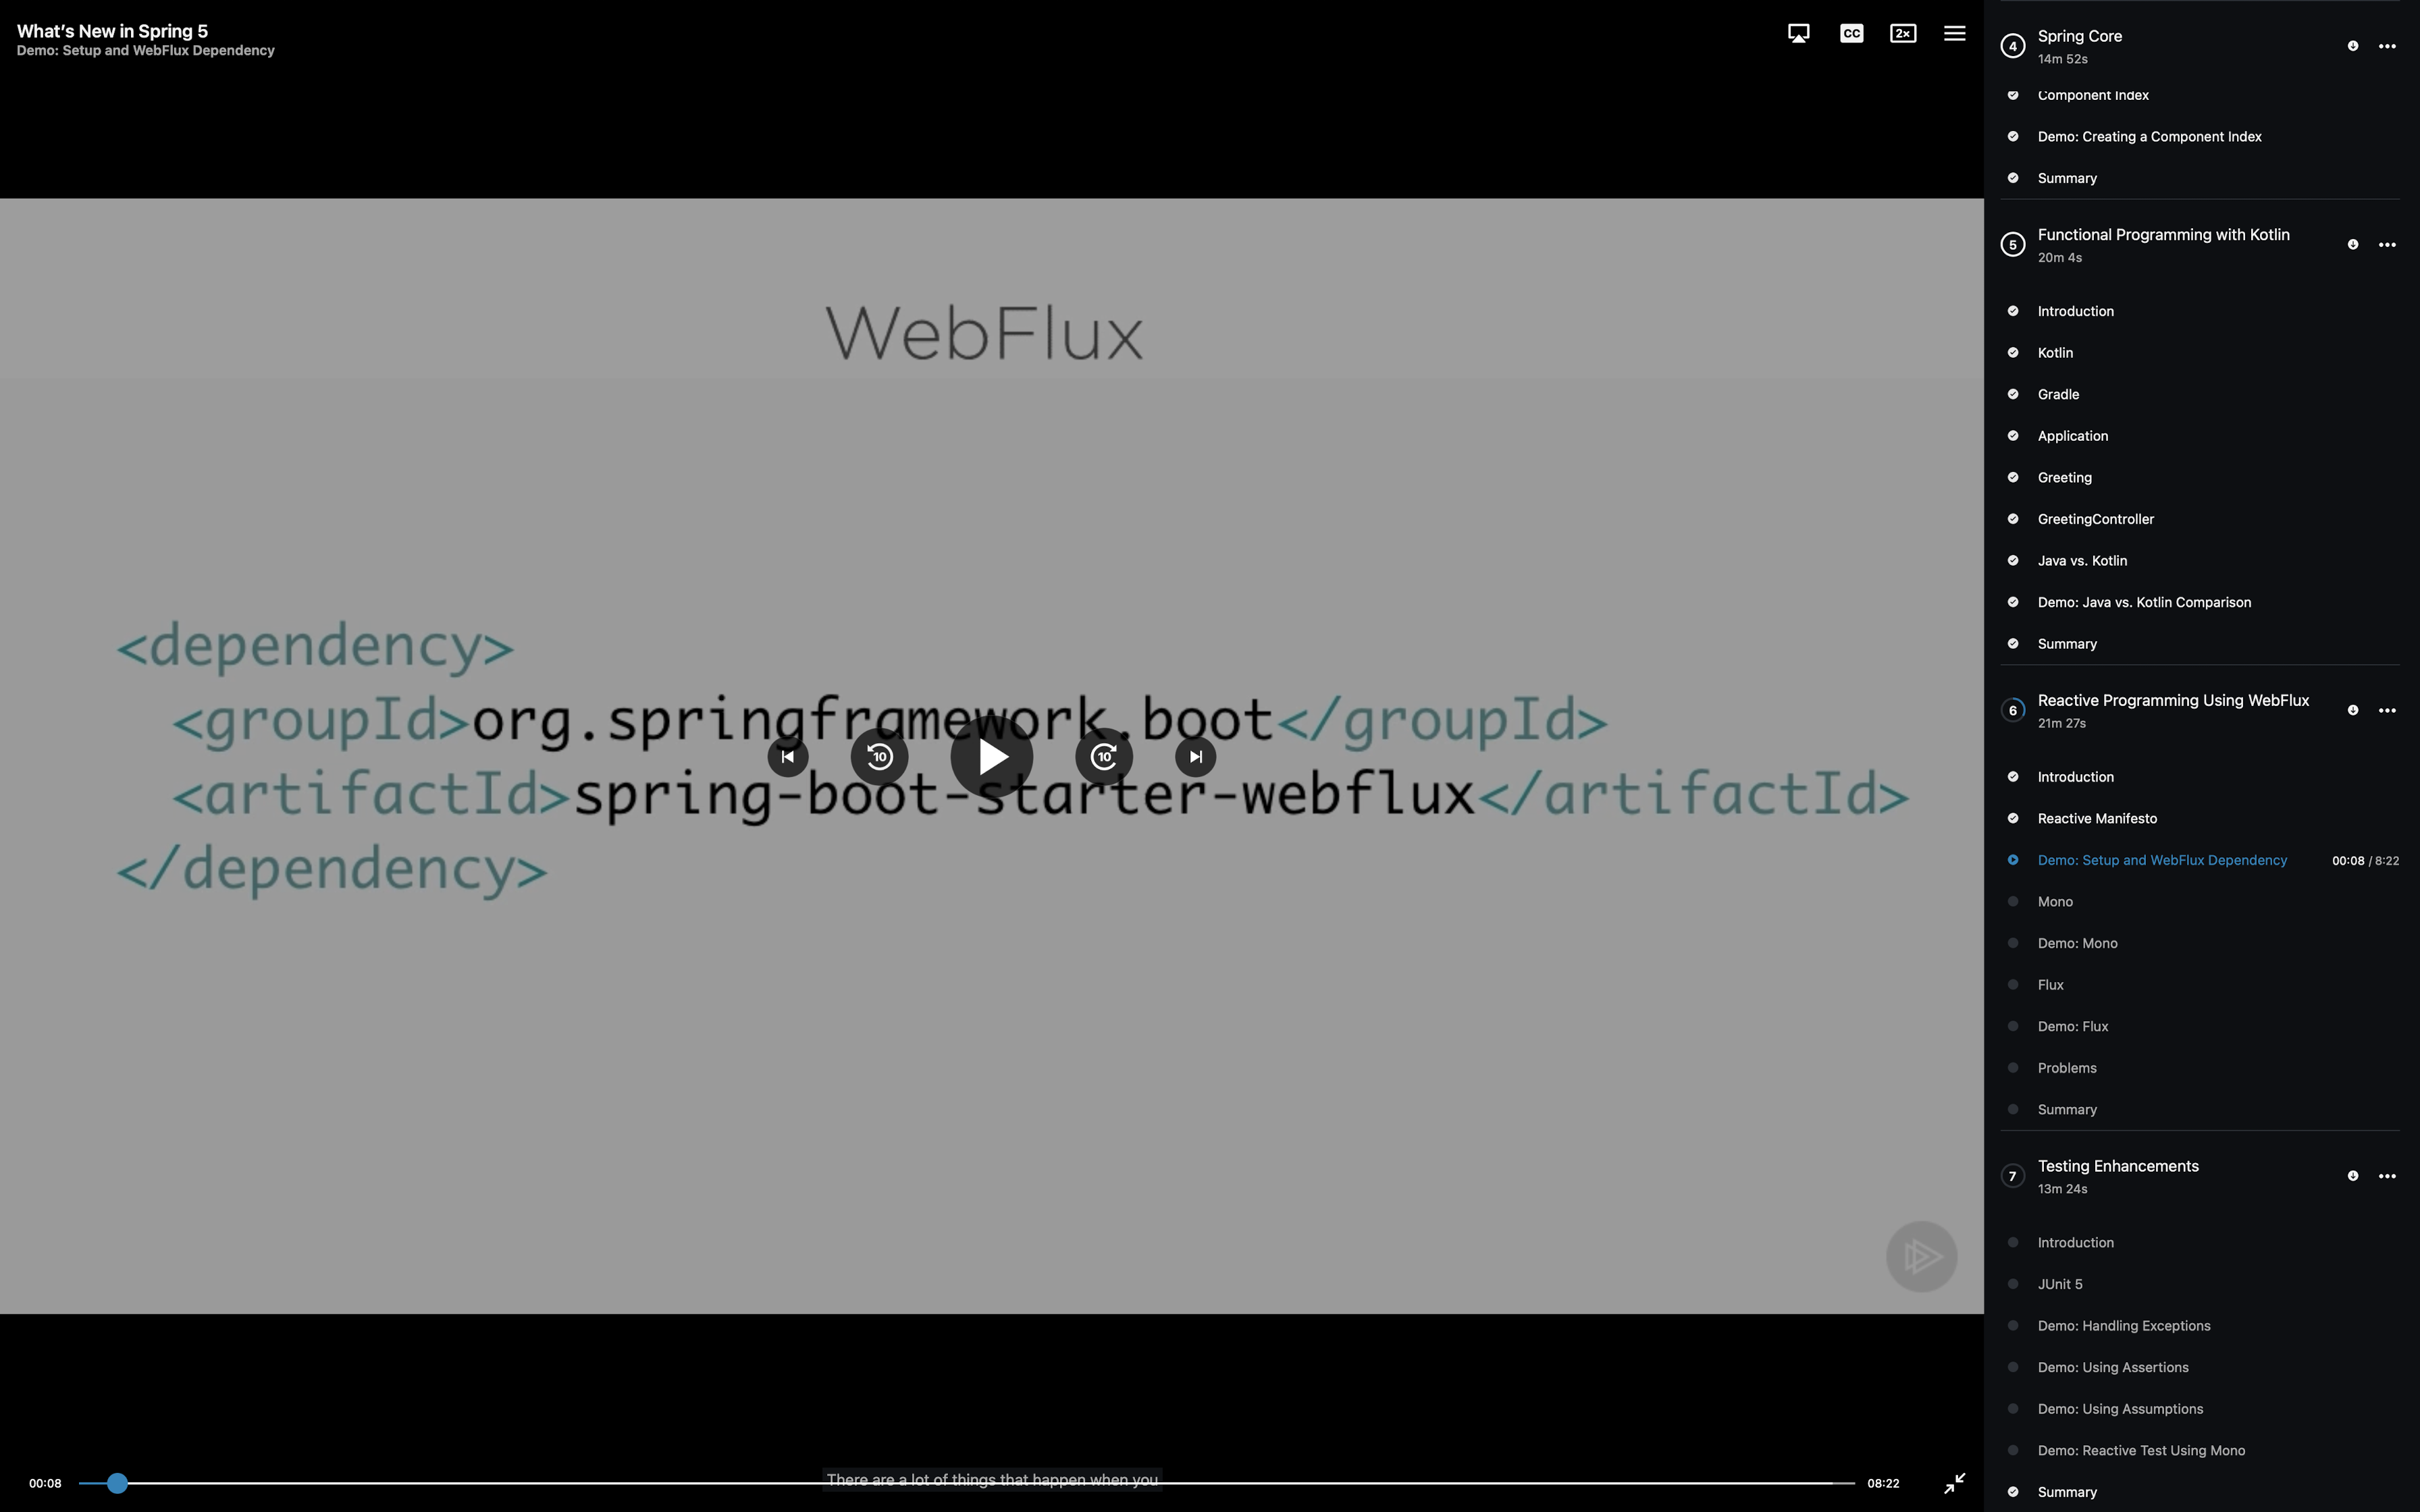 What's New in Spring 5
Demo: Setup and WebFlux Dependency
CC
2×
WebFlux
<dependency>
<groupId>org.springframework.boot</groupId>
<artifactId>spring-boot-starter-webflux</artifactId>
</dependency>
10
10
There are a lot of things that happen when you
00:08
08:22
4
Spring Core
14m 52s
Component Index
Demo: Creating a Component Index
Summary
5
Functional Programming with Kotlin
20m 4s
Introduction
Kotlin
Gradle
Application
Greeting
GreetingController
Java vs. Kotlin
Demo: Java vs. Kotlin Comparison
Summary
6
Reactive Programming Using WebFlux
21m 27s
Introduction
Reactive Manifesto
Demo: Setup and WebFlux Dependency 00:08 / 8:22
Mono
Demo: Mono
Flux
Demo: Flux
Problems
Summary
7
Testing Enhancements
13m 24s
Introduction
JUnit 5
Demo: Handling Exceptions
Demo: Using Assertions
Demo: Using Assumptions
Demo: Reactive Test Using Mono
Summary